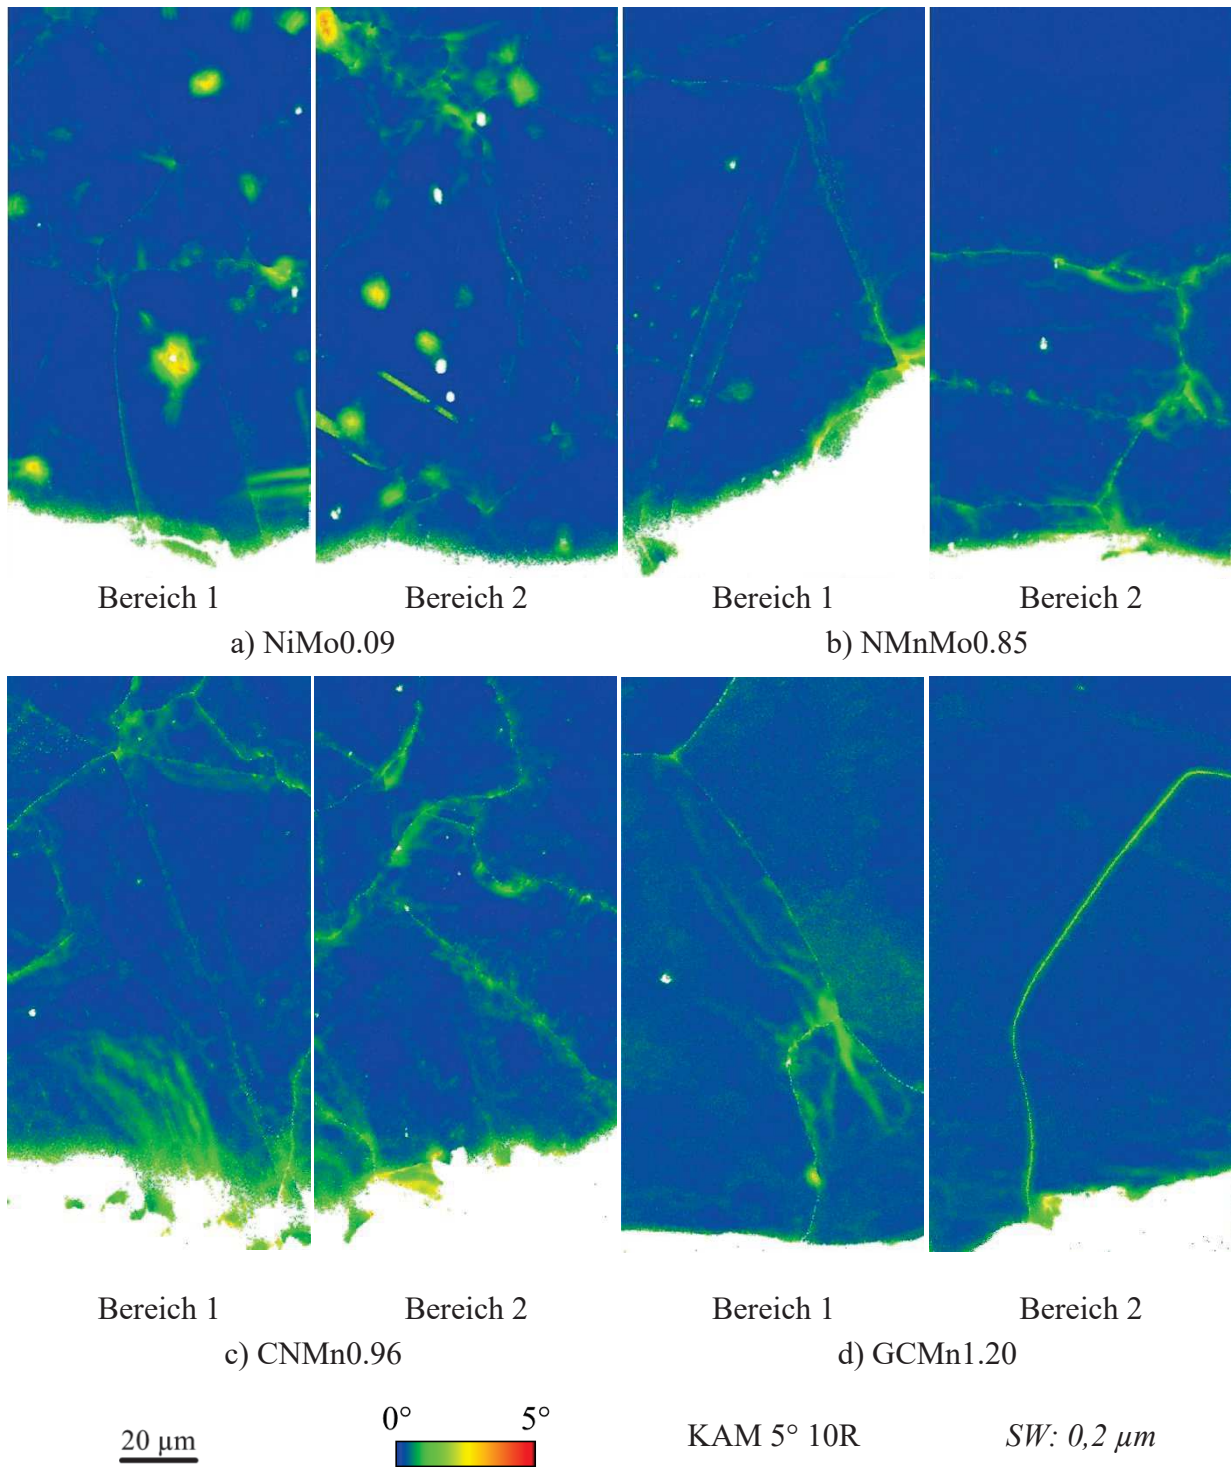 Bereich 1
Bereich 2
Bereich 1
Bereich 2
a) NiMo0.09
b) NMnMo0.85
Bereich 1
Bereich 2
Bereich 1
Bereich 2
c) CNMn0.96
d) GCMn1.20
20 µm
0° 5°
KAM 5° 10R
SW: 0,2 µm